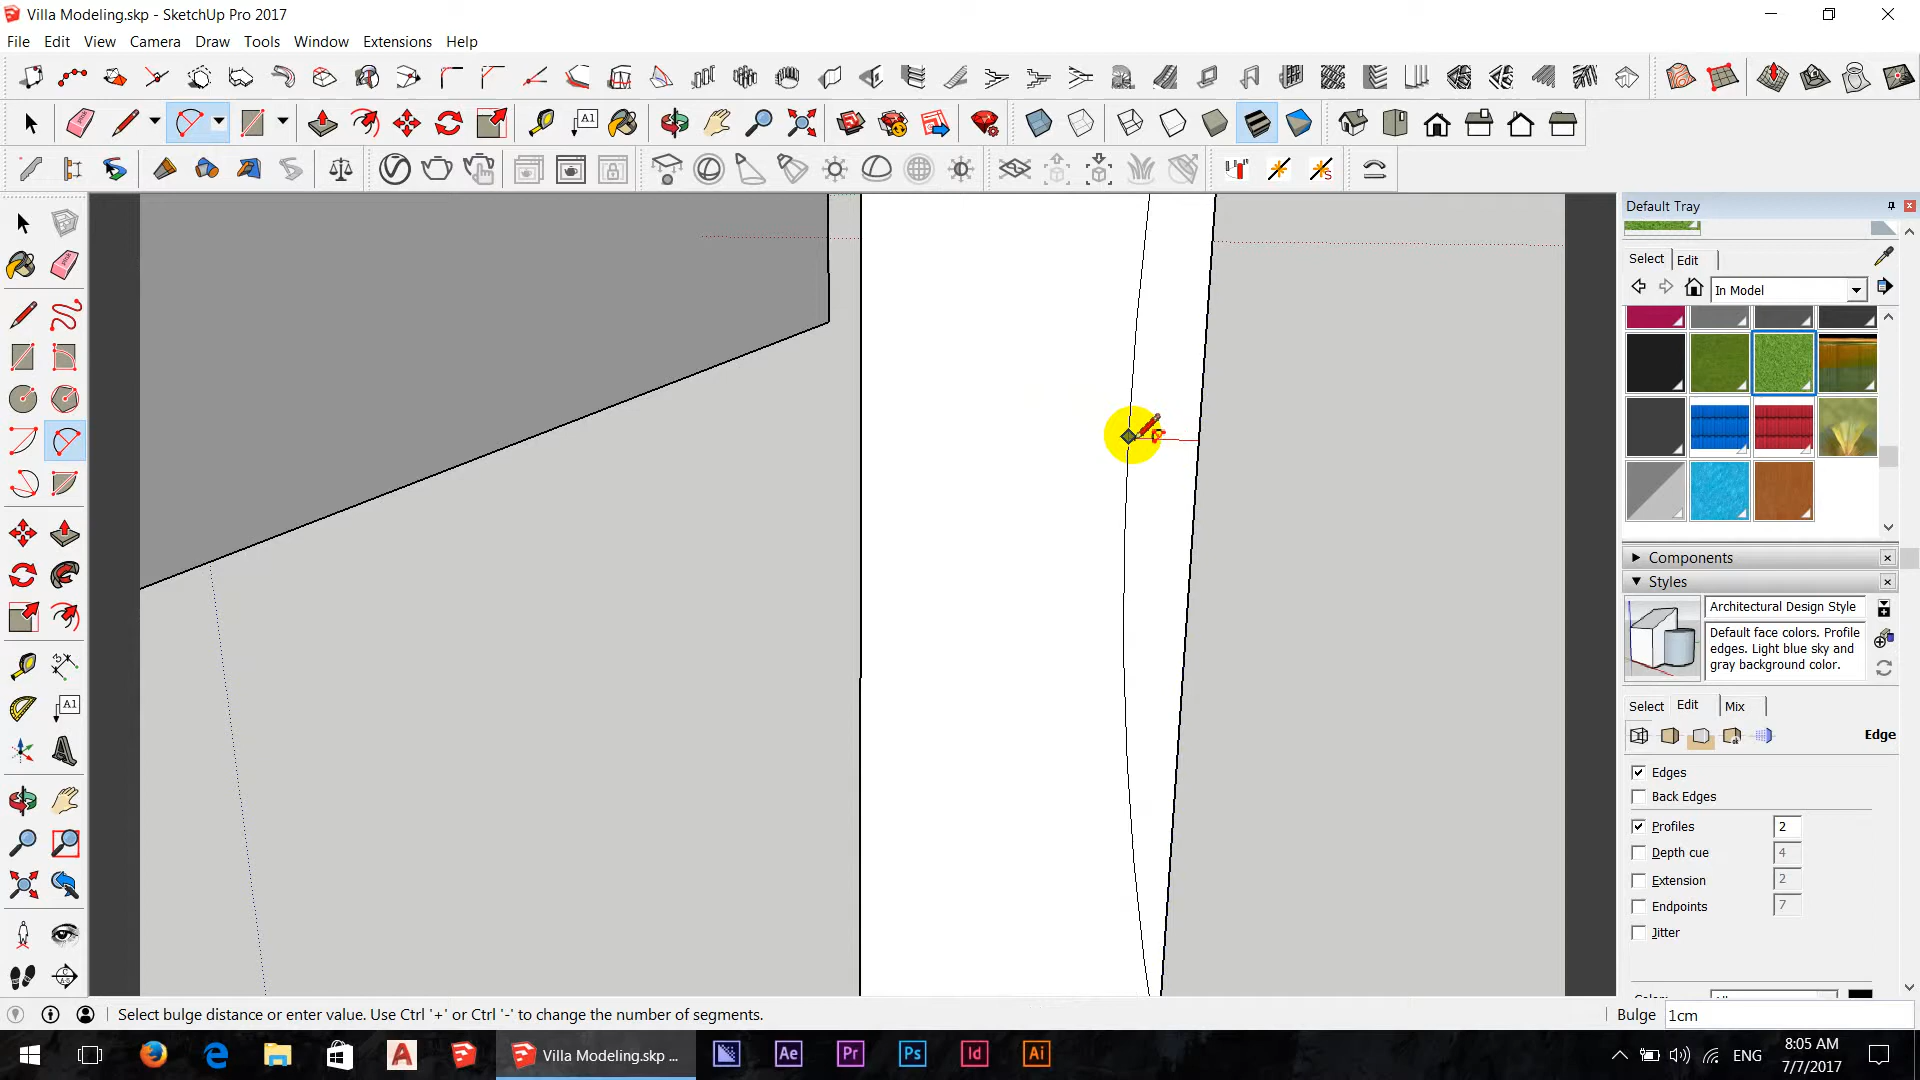 Villa Modeling.skp - SketchUp Pro 2017
File Edit View Camera Draw Tools Window Extensions Help
A1
Default Tray
Select Edit
In Model
A1
Components
Styles
Architectural Design Style
Default face colors. Profile
edges. Light blue sky and
gray background color.
Select Edit Mix
Edge
Edges
Back Edges
Profiles 2
Depth cue 4
Extension 2
Endpoints 7
Jitter
Select bulge distance or enter value. Use Ctrl '+' or Ctrl '-' to change the number of segments.
Bulge 1cm
Villa Modeling.skp ...
Ae
Pr
Ps
Id
Ai
ENG
8:05 AM
7/7/2017